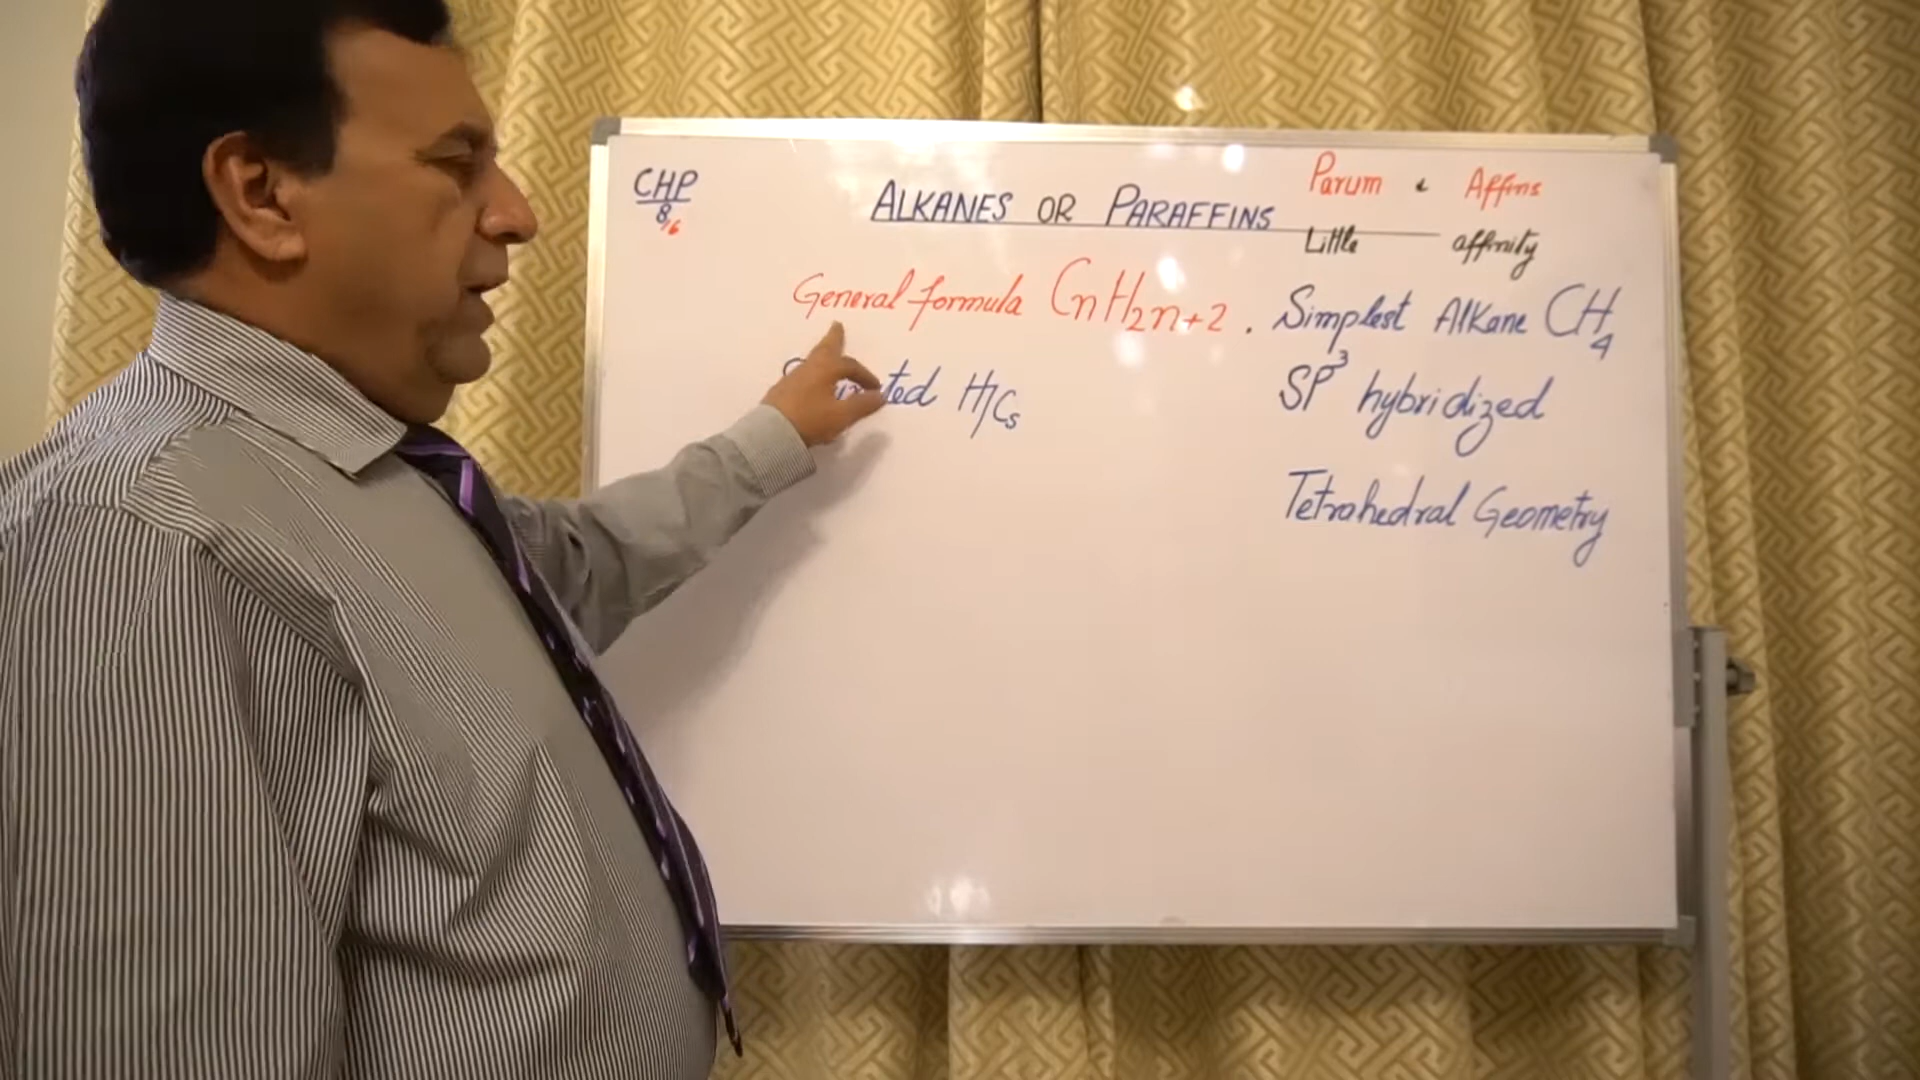 CHP
8/6
ALKANES OR PARAFFINS
Parum & Affins
Little affinity
General formula CnH2n+2. Simplest Alkane CH4
H/Cs
SP3 hybridized
Tetrahedral Geometry